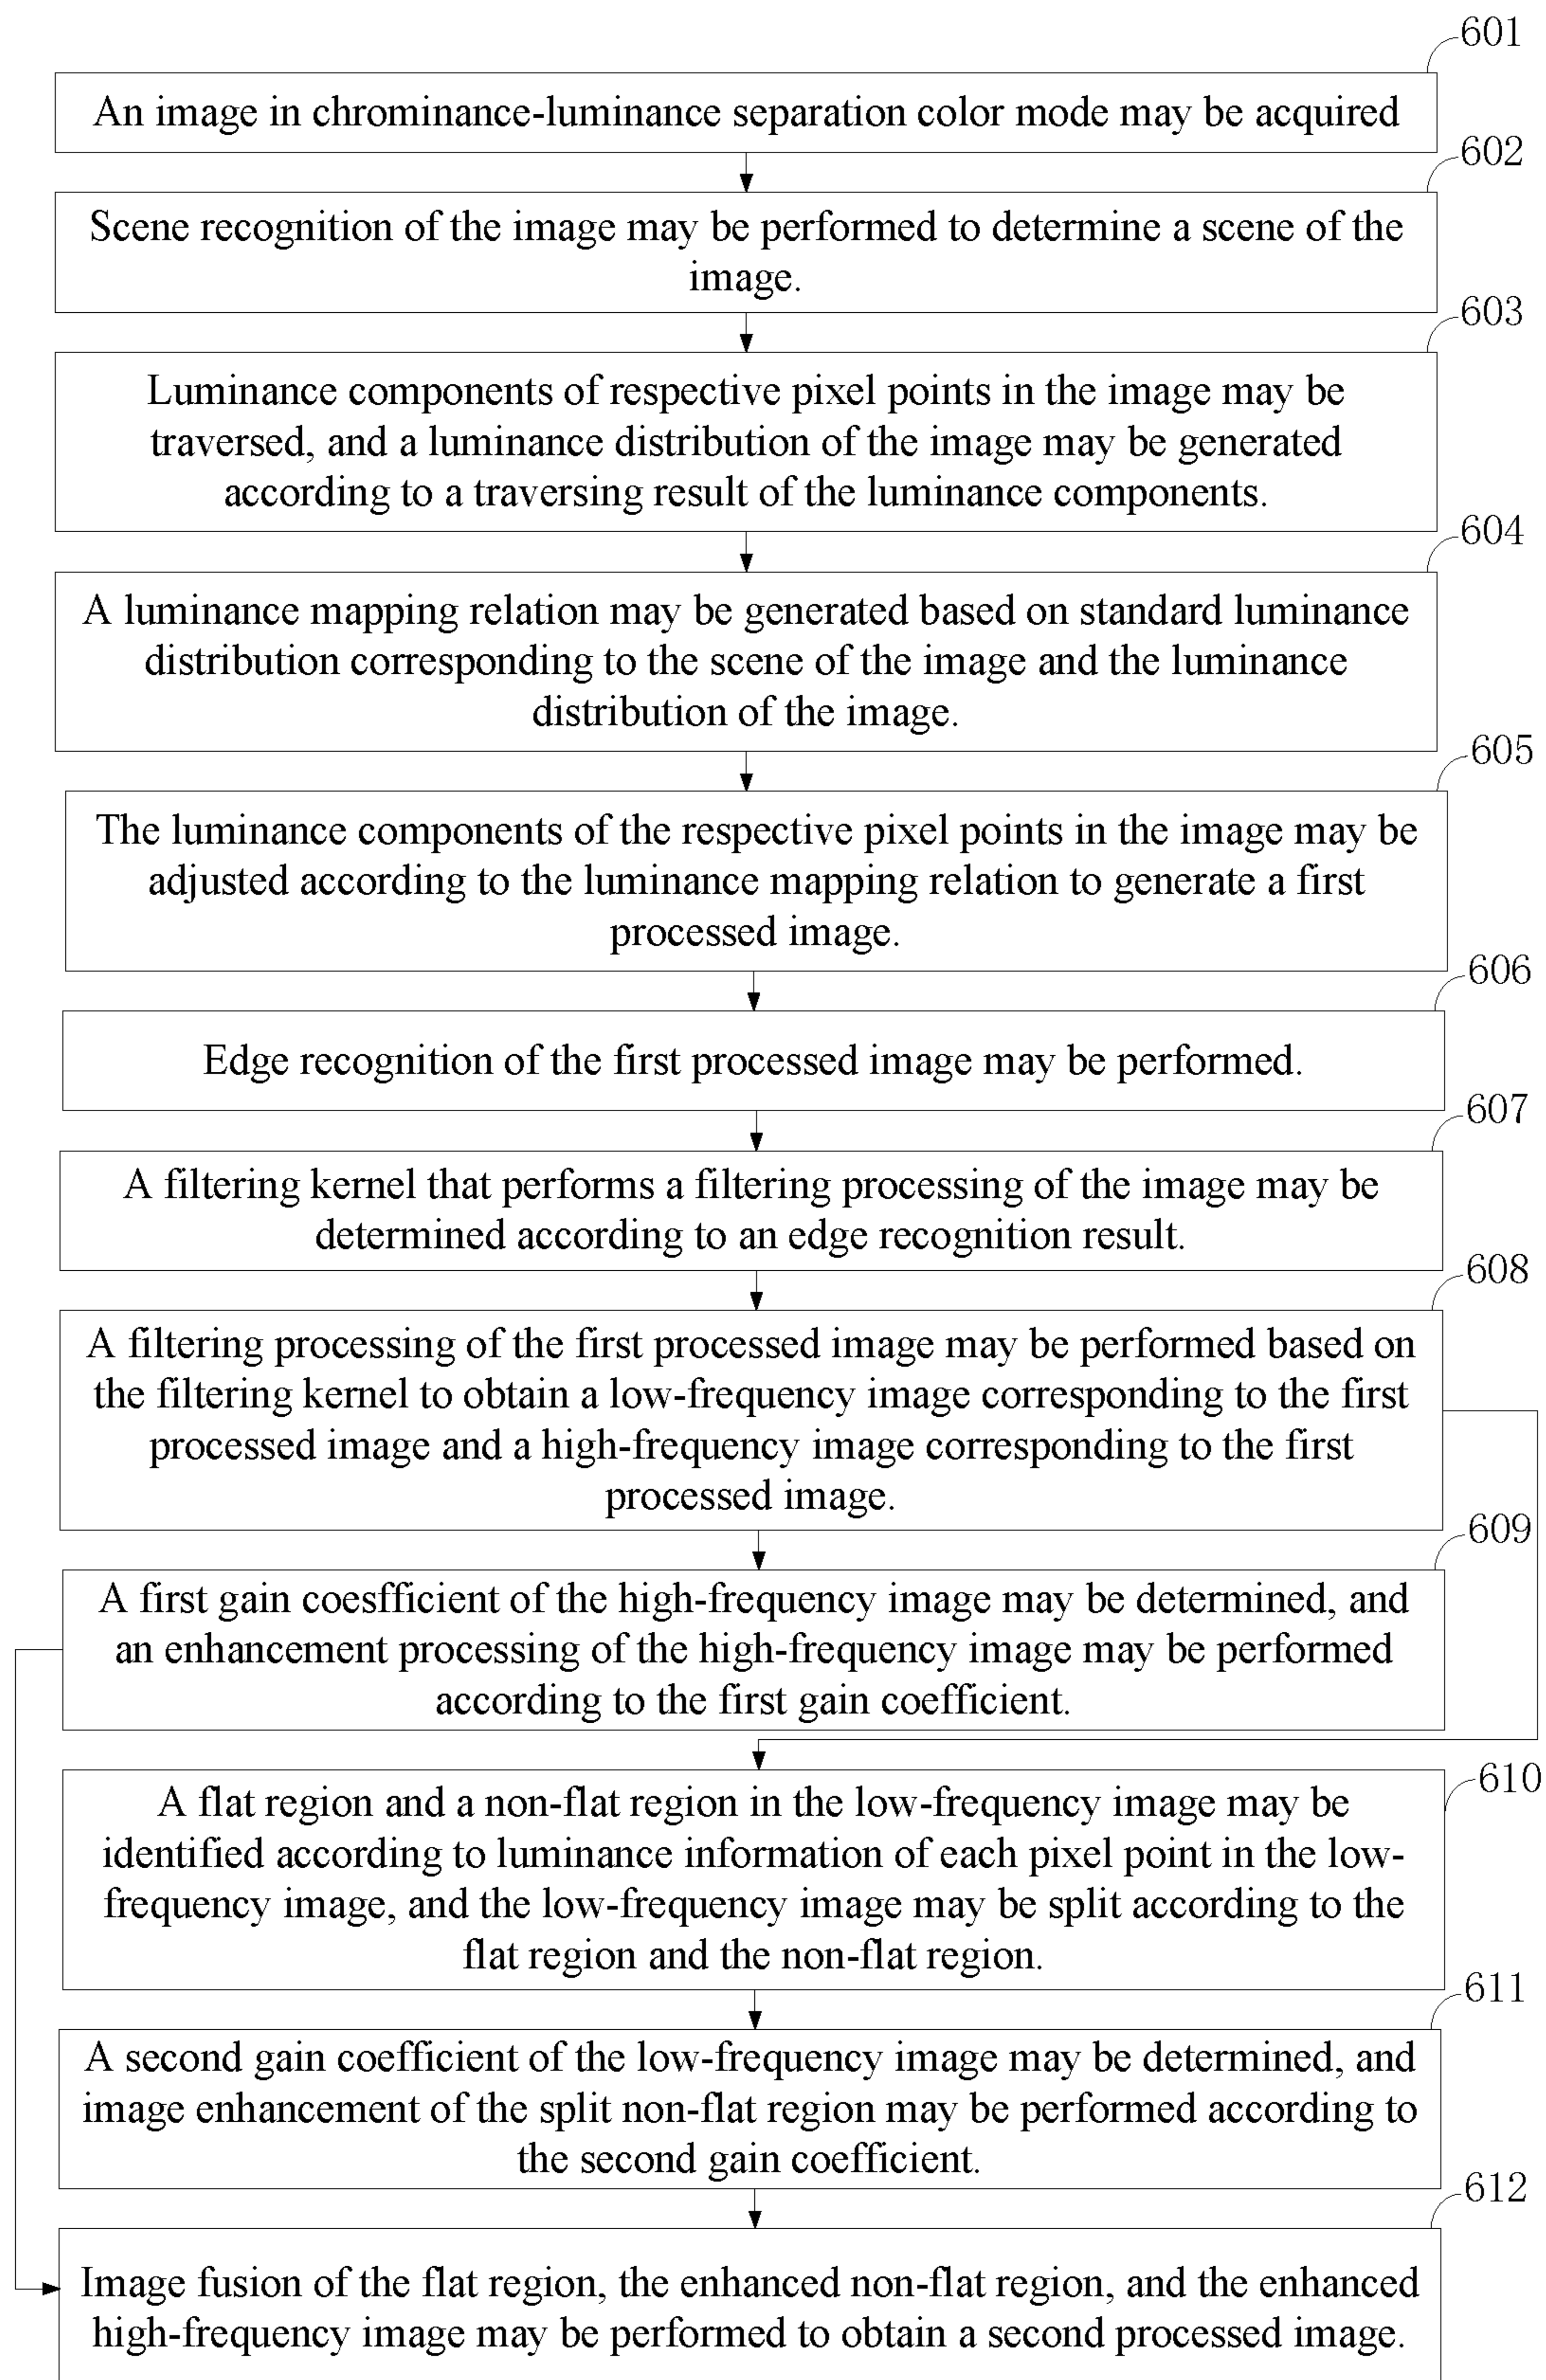 601
An image in chrominance-luminance separation color mode may be acquired
602
Scene recognition of the image may be performed to determine a scene of the
image.
603
Luminance components of respective pixel points in the image may be
traversed, and a luminance distribution of the image may be generated
according to a traversing result of the luminance components.
604
A luminance mapping relation may be generated based on standard luminance
distribution corresponding to the scene of the image and the luminance
distribution of the image.
605
The luminance components of the respective pixel points in the image may be
adjusted according to the luminance mapping relation to generate a first
processed image.
606
Edge recognition of the first processed image may be performed.
607
A filtering kernel that performs a filtering processing of the image may be
determined according to an edge recognition result.
608
A filtering processing of the first processed image may be performed based on
the filtering kernel to obtain a low-frequency image corresponding to the first
processed image and a high-frequency image corresponding to the first
processed image.
609
A first gain coesfficient of the high-frequency image may be determined, and
an enhancement processing of the high-frequency image may be performed
according to the first gain coefficient.
610
A flat region and a non-flat region in the low-frequency image may be
identified according to luminance information of each pixel point in the low-
frequency image, and the low-frequency image may be split according to the
flat region and the non-flat region.
611
A second gain coefficient of the low-frequency image may be determined, and
image enhancement of the split non-flat region may be performed according to
the second gain coefficient.
612
Image fusion of the flat region, the enhanced non-flat region, and the enhanced
high-frequency image may be performed to obtain a second processed image.